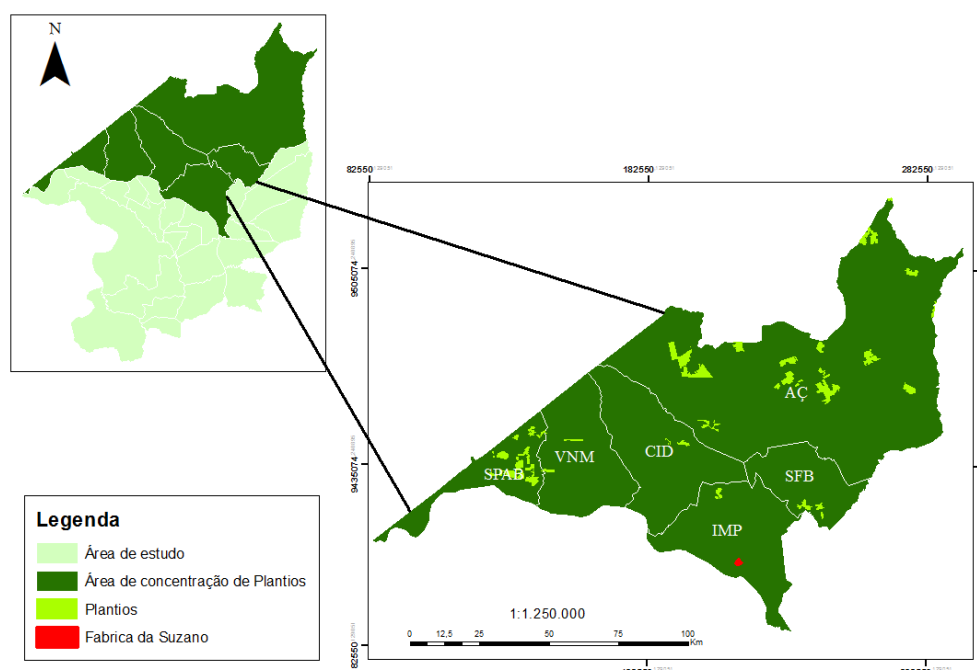 N
82550
182550
282550
9505074
9435074
82550
AÇ
CID
VNM
SPAB
SFB
IMP
Legenda
Área de estudo
Área de concentração de Plantios
Plantios
Fabrica da Suzano
1:1.250.000
0 12,5 25 50 75 100
Km